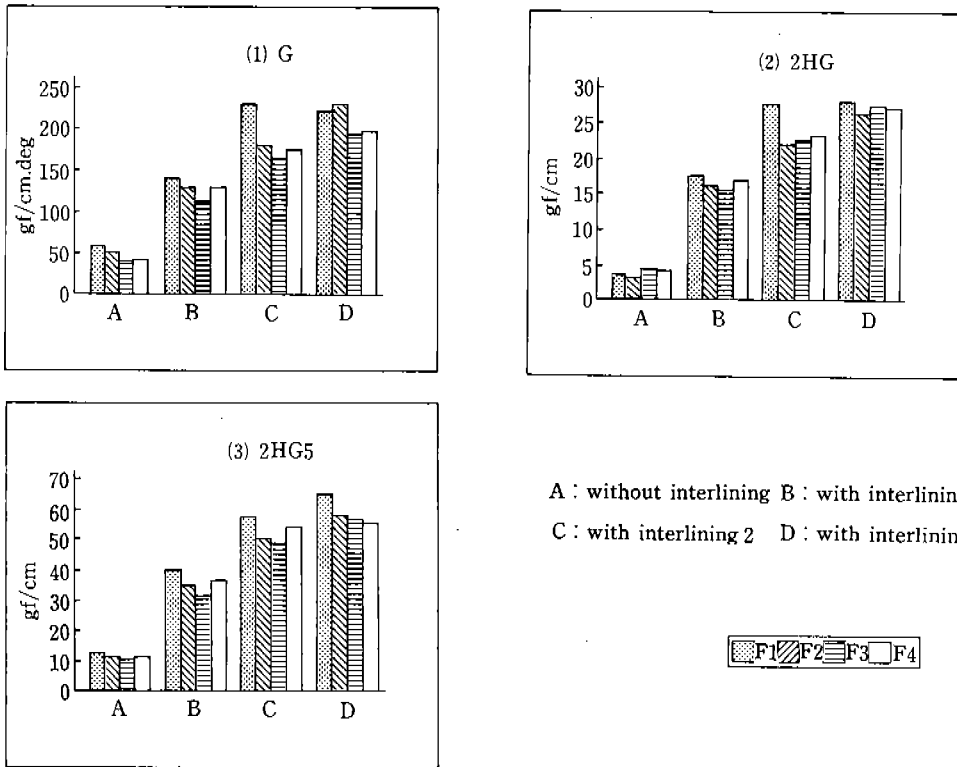 (1) G
250
200
150
100
50
0
gf/cm.deg
A B C D
(2) 2HG
30
25
20
15
10
5
0
gf/cm
A B C D
(3) 2HG5
70
60
50
40
30
20
10
0
gf/cm
A B C D
A : without interlining B : with interlinin
C : with interlining 2 D : with interlinin
F1 F2 F3 F4